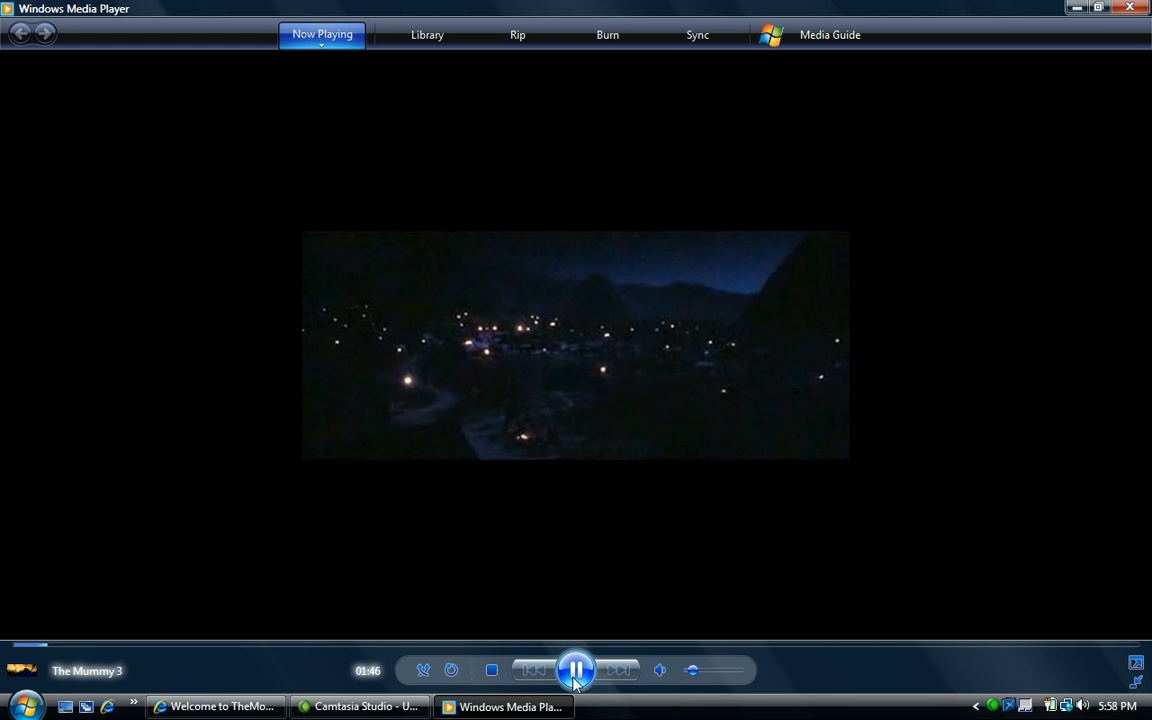 Windows Media Player
Now Playing
Library
Rip
Burn
Sync
Media Guide
The Mummy 3
01:46
Welcome to TheMo...
Camtasia Studio - U...
Windows Media Pla...
5:58 PM